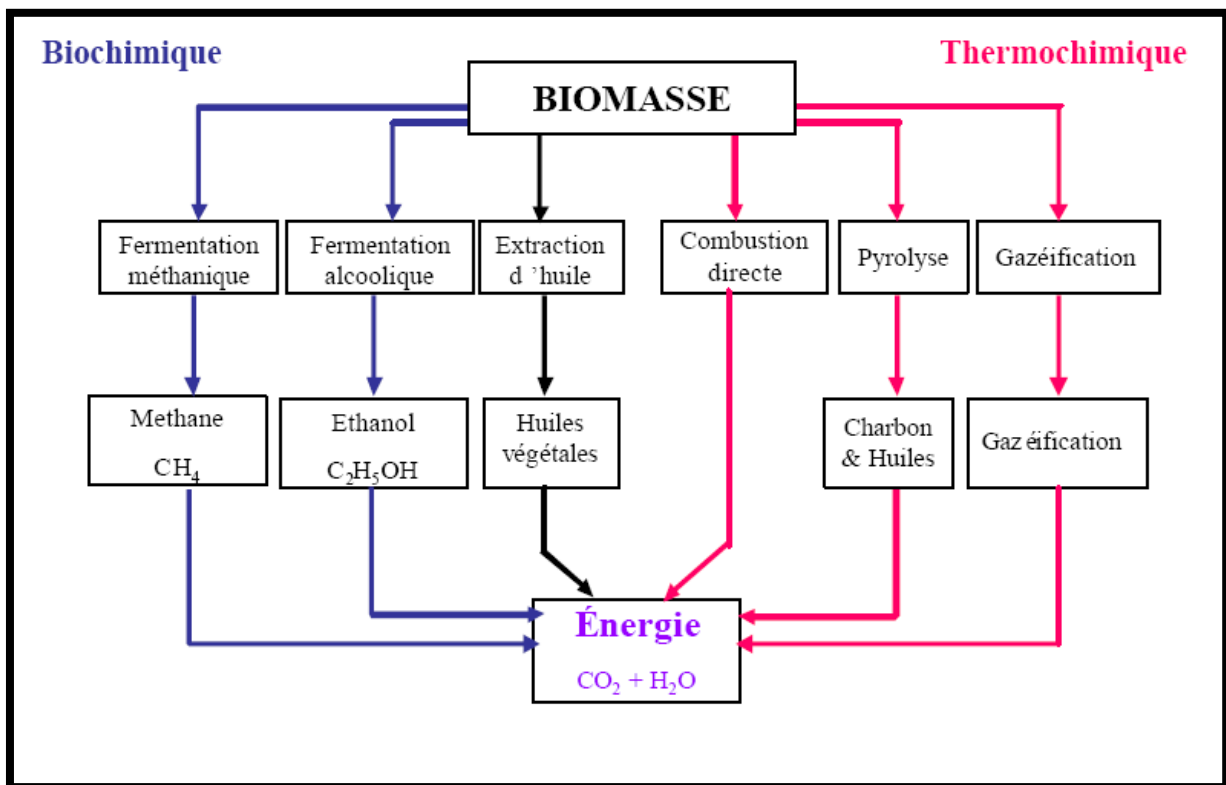 Biochimique
Thermochimique
BIOMASSE
Fermentation
méthanique
Fermentation
alcoolique
Extraction
d ’huile
Combustion
directe
Pyrolyse
Gazéification
Methane
CH₄
Ethanol
C₂H₅OH
Huiles
végétales
Charbon
& Huiles
Gazéification
Énergie
CO₂ + H₂O